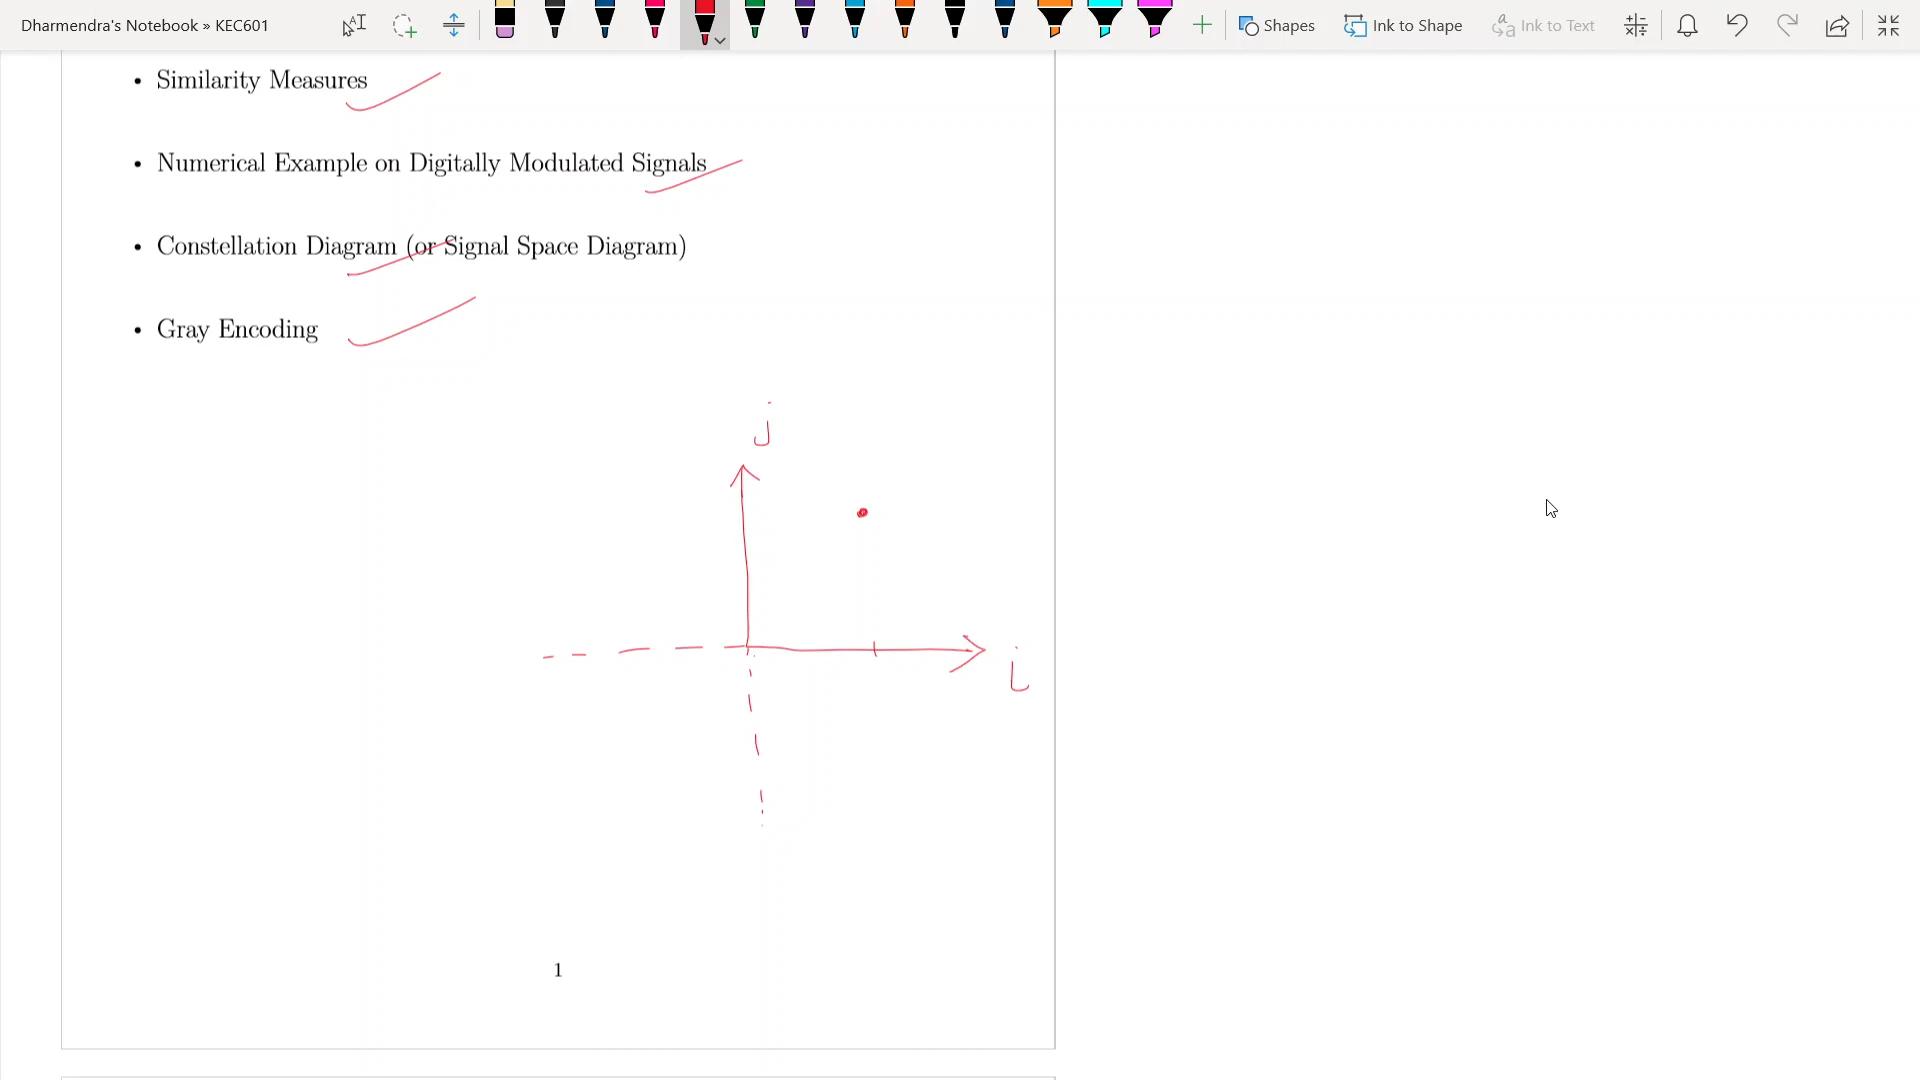 Dharmendra's Notebook » KEC601
Shapes
Ink to Shape
Ink to Text
• Similarity Measures
• Numerical Example on Digitally Modulated Signals
• Constellation Diagram (or Signal Space Diagram)
• Gray Encoding
j
i
1